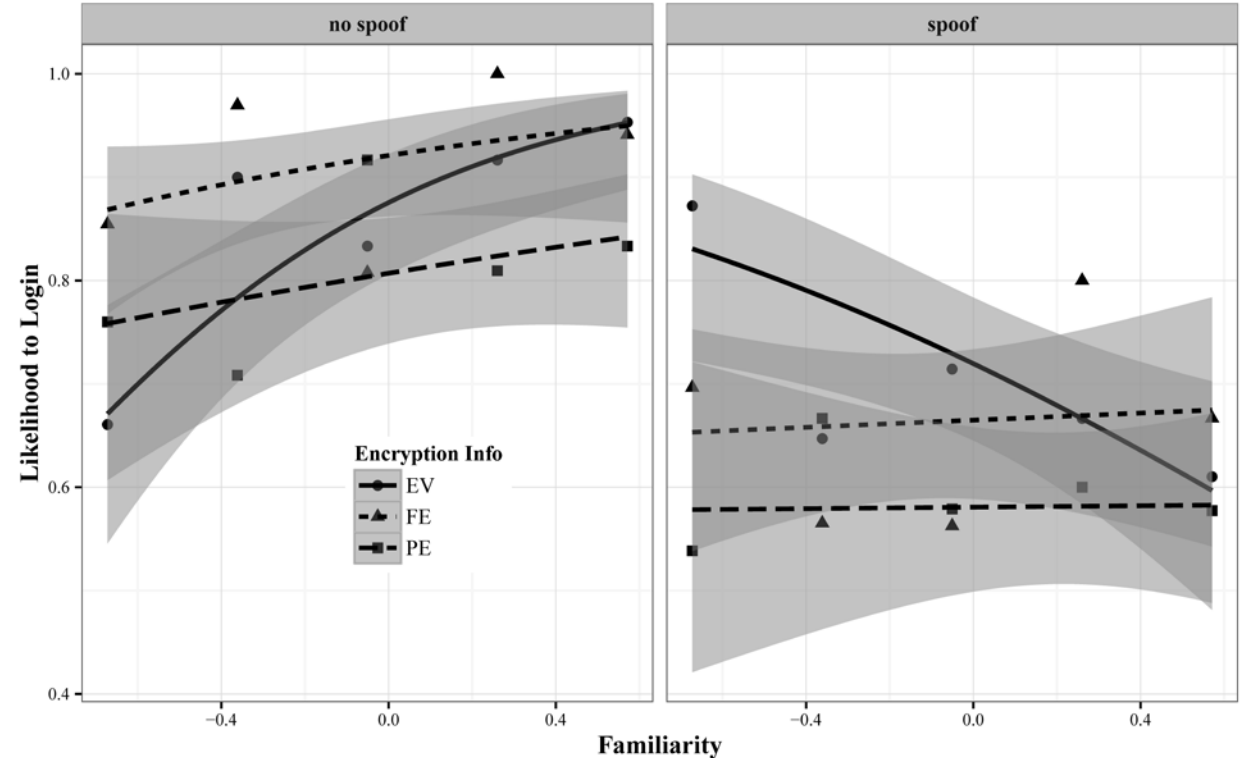 no spoof
spoof
Likelihood to Login
1.0
0.8
0.6
0.4
Encryption Info
EV
FE
PE
−0.4 0.0 0.4
−0.4 0.0 0.4
Familiarity